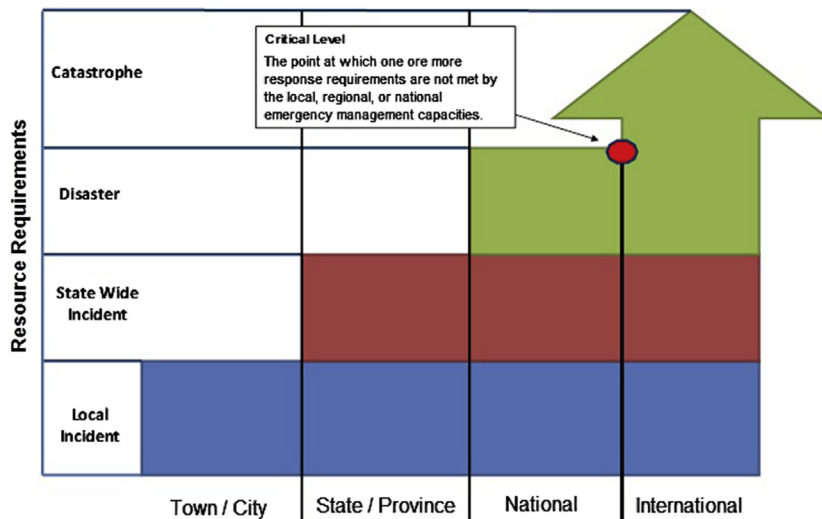 Critical Level
The point at which one ore more
response requirements are not met by
the local, regional, or national
emergency management capacities.
Catastrophe
Disaster
State Wide
Incident
Local
Incident
Resource Requirements
Town / City
State / Province
National
International